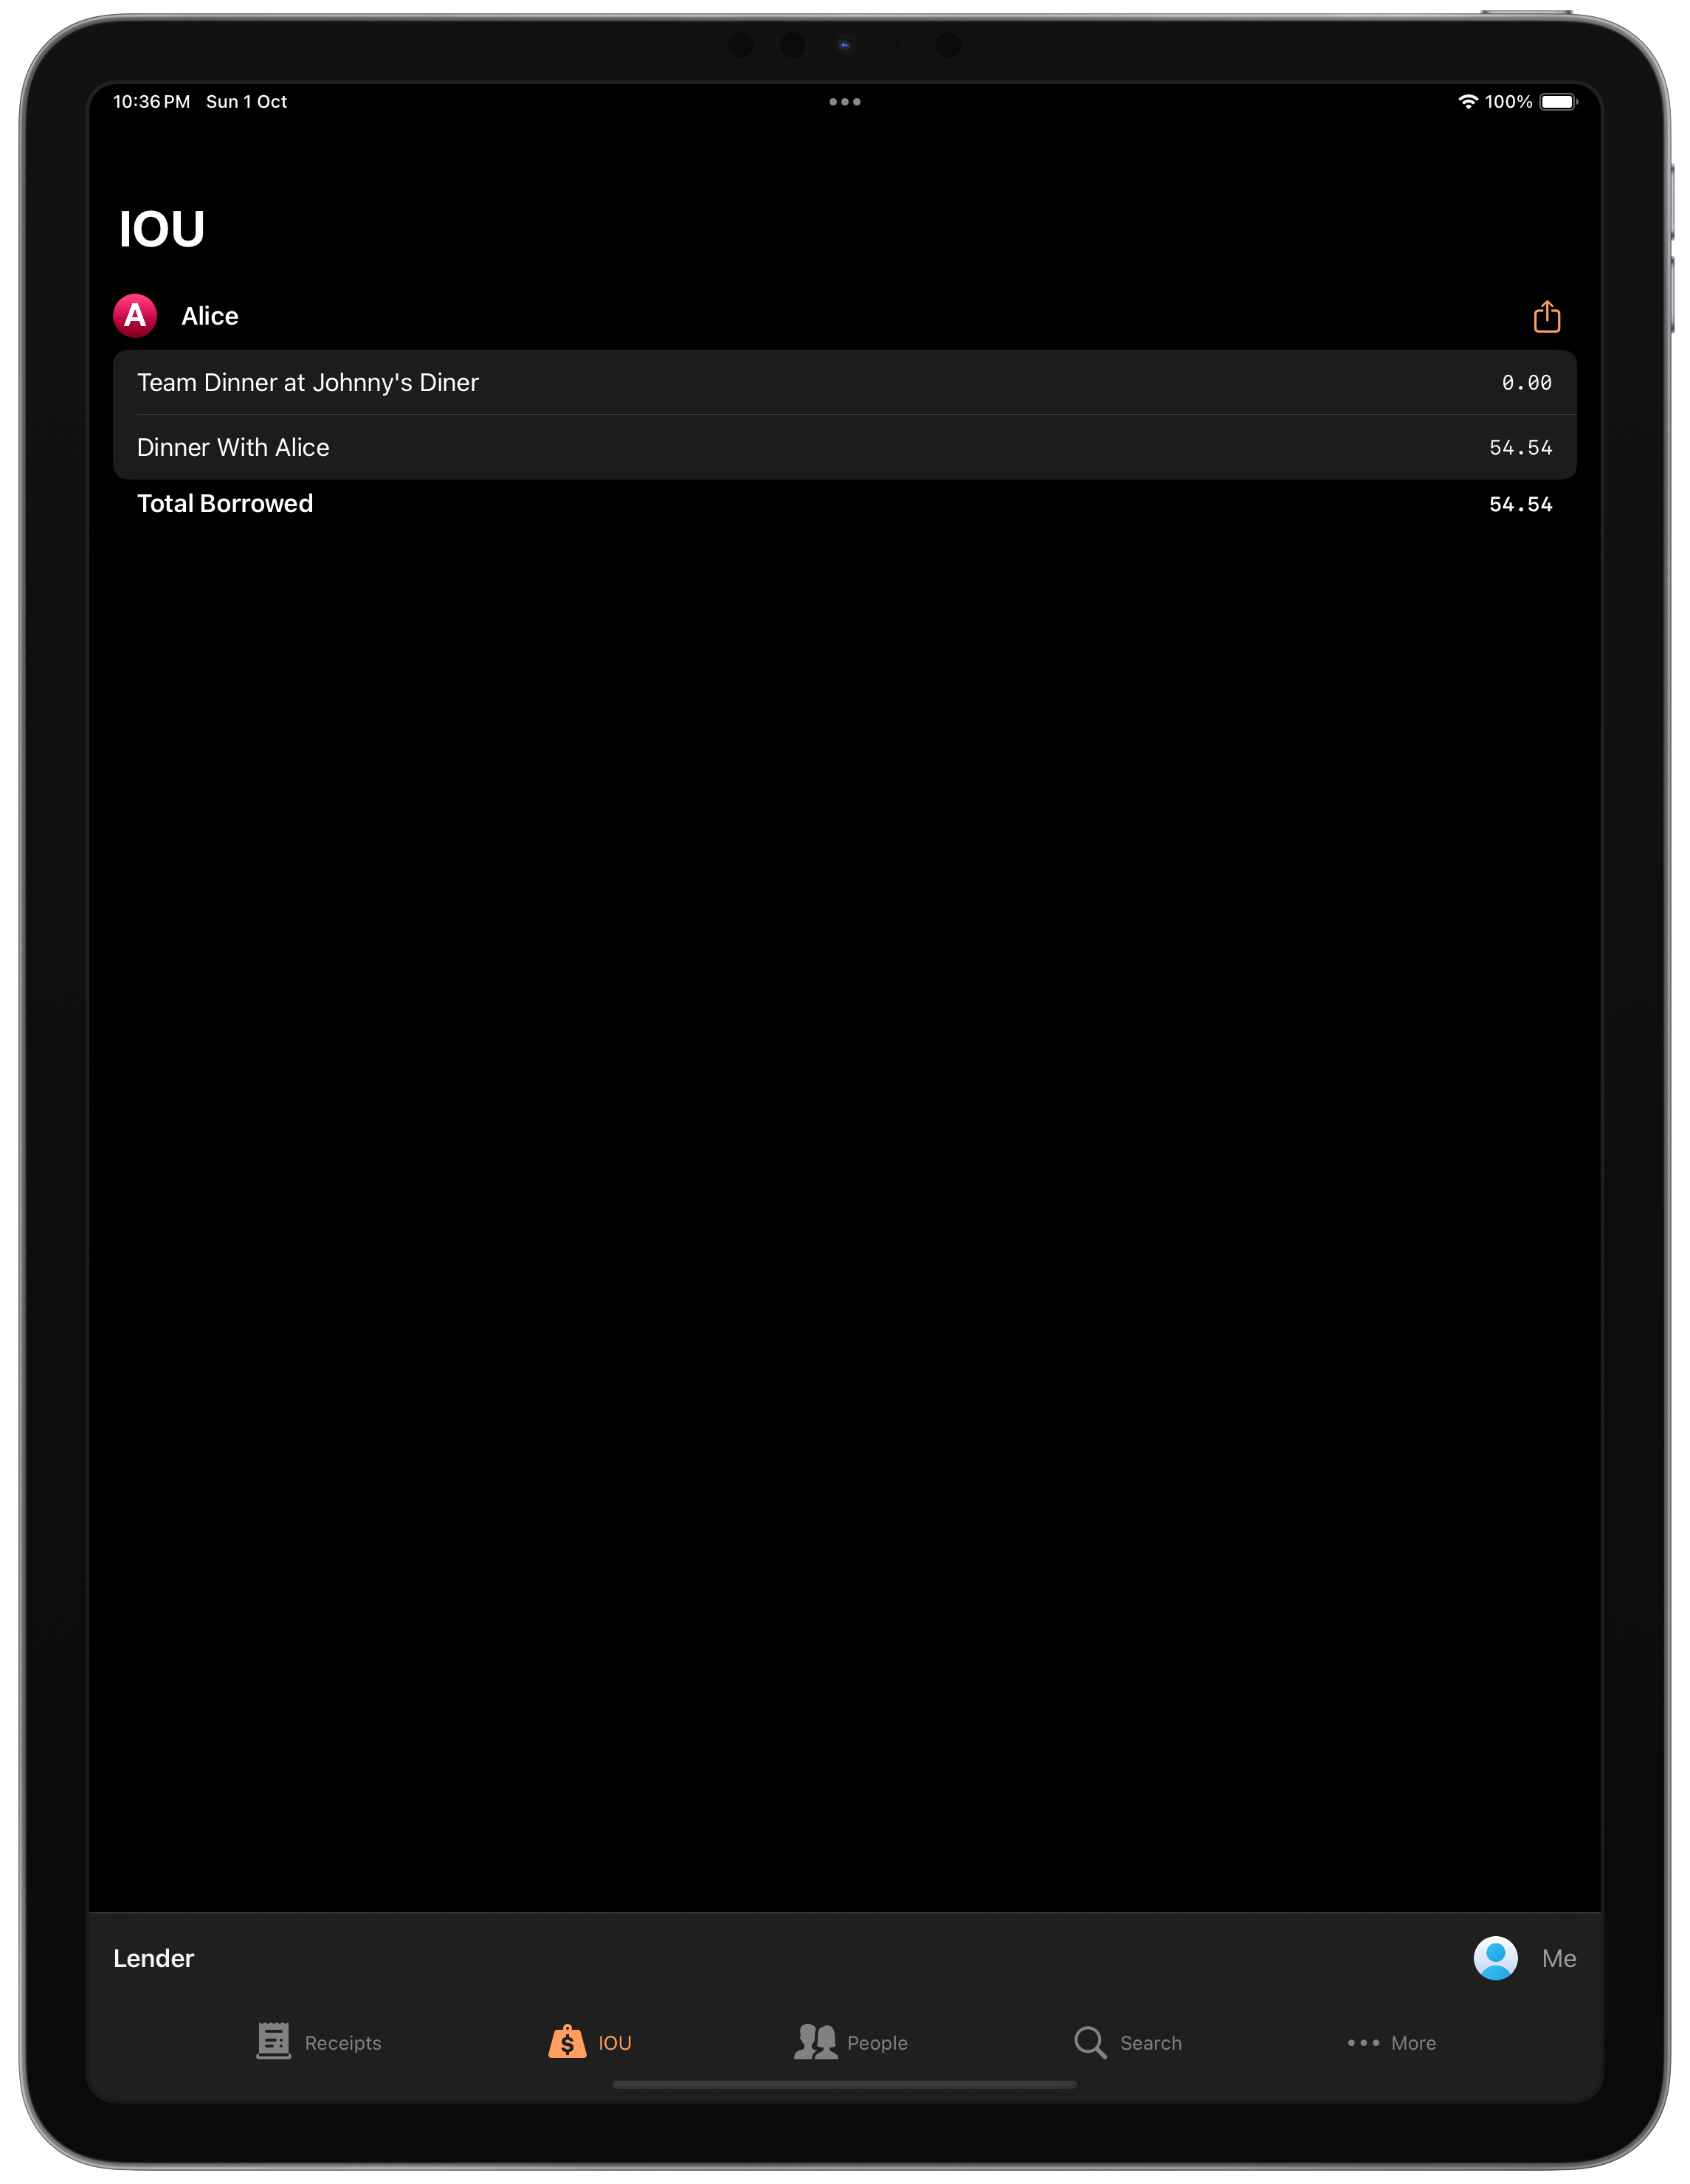 10:36 PM Sun 1 Oct 100%
IOU
A Alice
Team Dinner at Johnny's Diner 0.00
Dinner With Alice 54.54
Total Borrowed 54.54
Lender Me
Receipts IOU People Search More